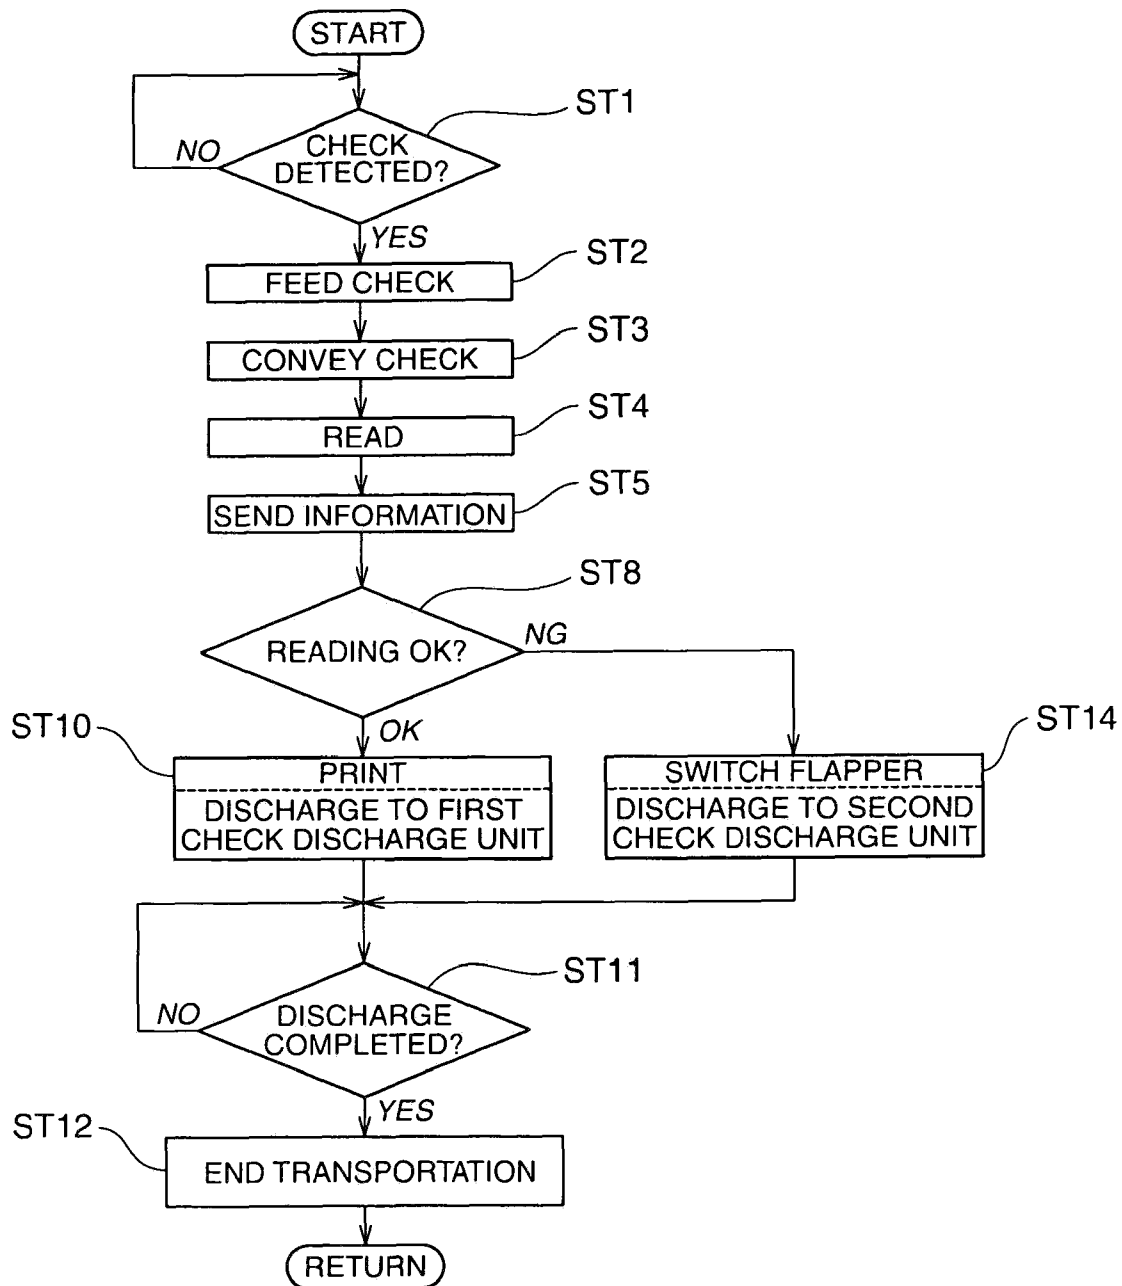 START
ST1
CHECK
DETECTED?
NO
YES
ST2
FEED CHECK
ST3
CONVEY CHECK
ST4
READ
ST5
SEND INFORMATION
ST8
READING OK?
NG
OK
ST10
PRINT
DISCHARGE TO FIRST
CHECK DISCHARGE UNIT
ST14
SWITCH FLAPPER
DISCHARGE TO SECOND
CHECK DISCHARGE UNIT
ST11
DISCHARGE
COMPLETED?
NO
YES
ST12
END TRANSPORTATION
RETURN